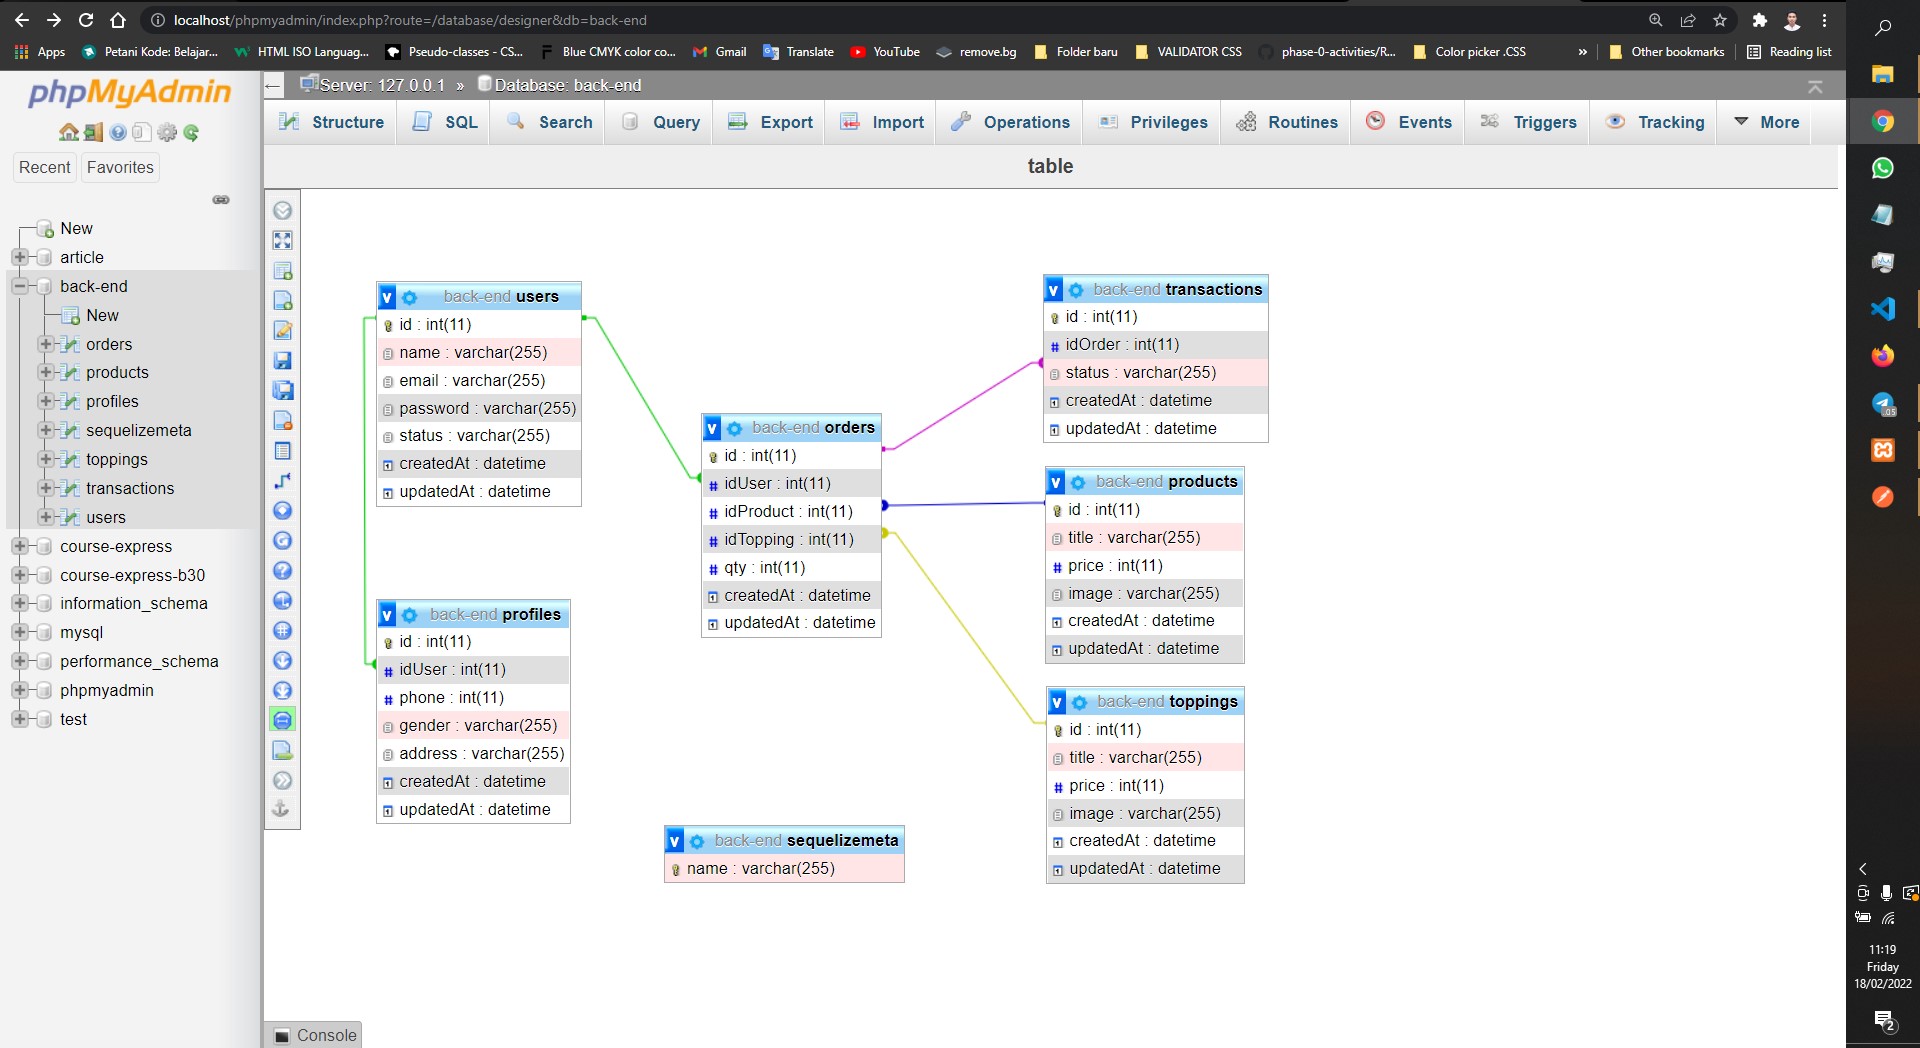 localhost/phpmyadmin/index.php?route=/database/designer&db=back-end
Apps
Petani Kode: Belajar...
HTML ISO Languag...
Pseudo-classes - CS...
Blue CMYK color co...
Gmail
Translate
YouTube
remove.bg
Folder baru
VALIDATOR CSS
phase-0-activities/R...
Color picker .CSS
»
Other bookmarks
Reading list
phpMyAdmin
Recent
Favorites
New
article
back-end
New
orders
products
profiles
sequelizemeta
toppings
transactions
users
course-express
course-express-b30
information_schema
mysql
performance_schema
phpmyadmin
test
Server: 127.0.0.1 » Database: back-end
Structure
SQL
Search
Query
Export
Import
Operations
Privileges
Routines
Events
Triggers
Tracking
More
table
v back-end users
id : int(11)
name : varchar(255)
email : varchar(255)
password : varchar(255)
status : varchar(255)
createdAt : datetime
updatedAt : datetime
v back-end profiles
id : int(11)
# idUser : int(11)
# phone : int(11)
gender : varchar(255)
address : varchar(255)
createdAt : datetime
updatedAt : datetime
v back-end orders
id : int(11)
# idUser : int(11)
# idProduct : int(11)
# idTopping : int(11)
# qty : int(11)
createdAt : datetime
updatedAt : datetime
v back-end sequelizemeta
name : varchar(255)
v back-end transactions
id : int(11)
# idOrder : int(11)
status : varchar(255)
createdAt : datetime
updatedAt : datetime
v back-end products
id : int(11)
title : varchar(255)
# price : int(11)
image : varchar(255)
createdAt : datetime
updatedAt : datetime
v back-end toppings
id : int(11)
title : varchar(255)
# price : int(11)
image : varchar(255)
createdAt : datetime
updatedAt : datetime
Console
.05
11:19
Friday
18/02/2022
2